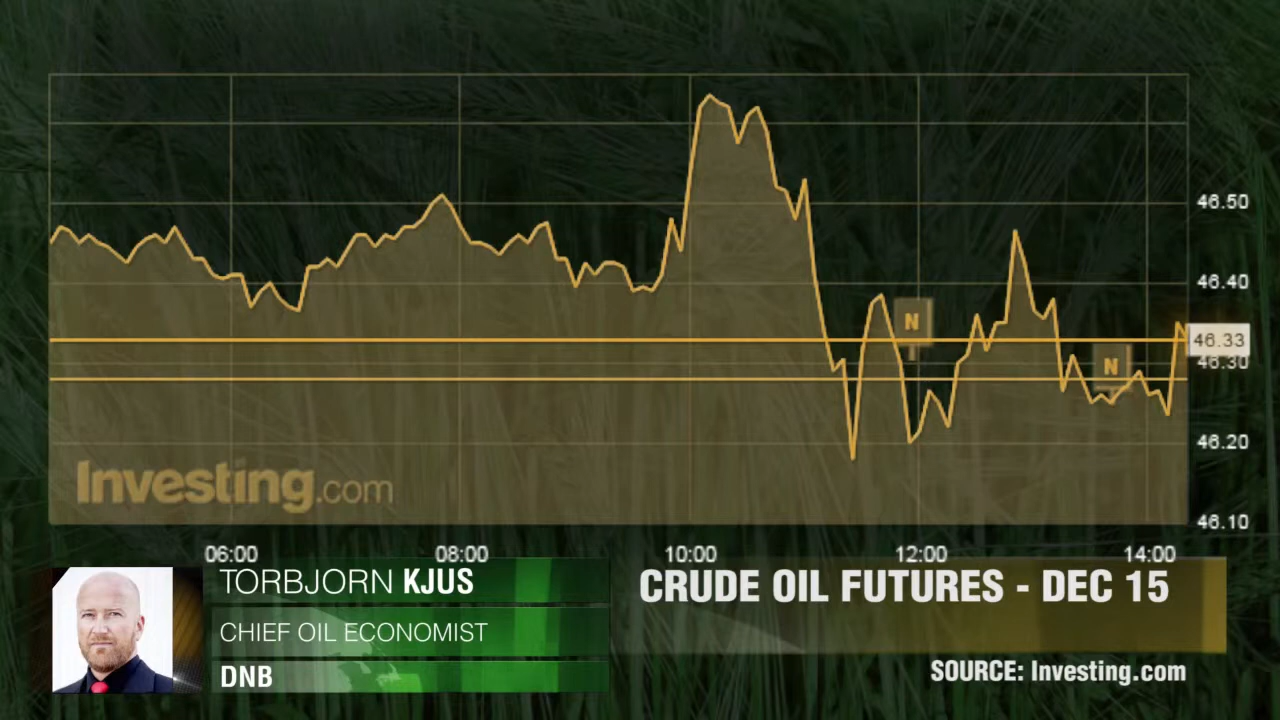 46.50
46.40
N
46.33
46.30
N
46.20
Investing.com
46.10
06:00 08:00 10:00 12:00 14:00
TORBJORN KJUS
CHIEF OIL ECONOMIST
DNB
CRUDE OIL FUTURES - DEC 15
SOURCE: Investing.com